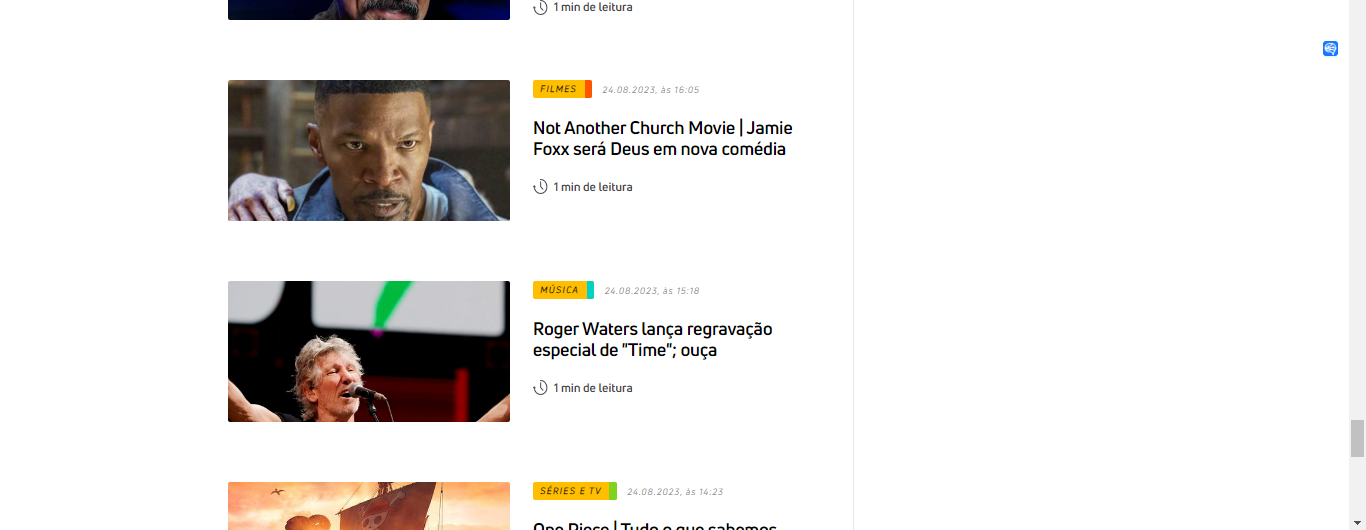 1 min de leitura
FILMES
24.08.2023, às 16:05
Not Another Church Movie | Jamie
Foxx será Deus em nova comédia
1 min de leitura
MÚSICA
24.08.2023, às 15:18
Roger Waters lança regravação
especial de "Time"; ouça
1 min de leitura
SÉRIES E TV
24.08.2023, às 14:23
One Piece | Tudo o que sabemos